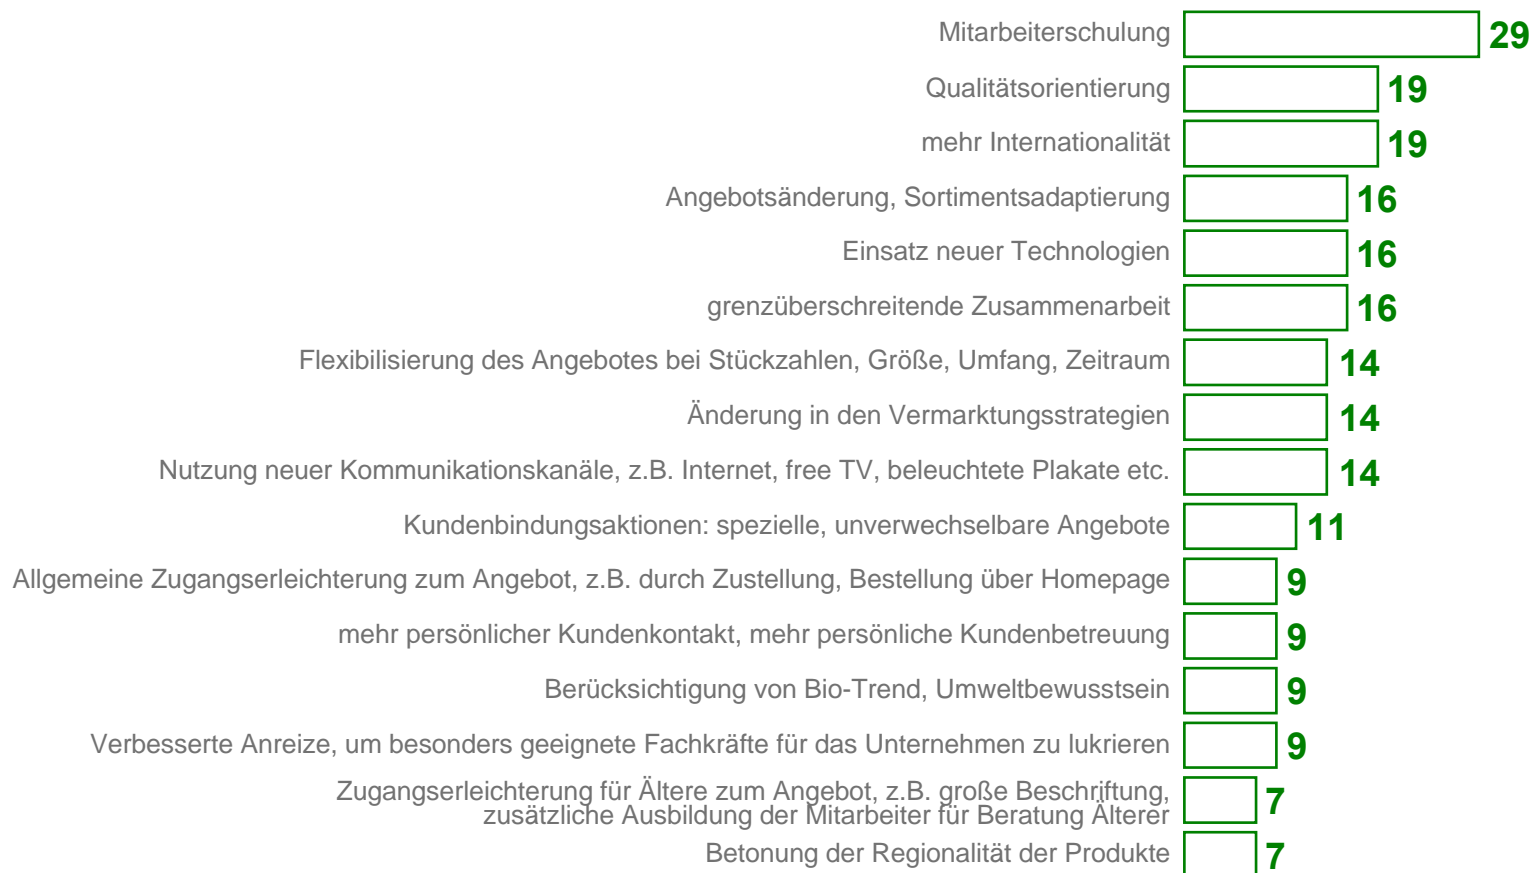 Mitarbeiterschulung 29
Qualitätsorientierung 19
mehr Internationalität 19
Angebotsänderung, Sortimentsadaptierung 16
Einsatz neuer Technologien 16
grenzüberschreitende Zusammenarbeit 16
Flexibilisierung des Angebotes bei Stückzahlen, Größe, Umfang, Zeitraum 14
Änderung in den Vermarktungsstrategien 14
Nutzung neuer Kommunikationskanäle, z.B. Internet, free TV, beleuchtete Plakate etc. 14
Kundenbindungsaktionen: spezielle, unverwechselbare Angebote 11
Allgemeine Zugangserleichterung zum Angebot, z.B. durch Zustellung, Bestellung über Homepage 9
mehr persönlicher Kundenkontakt, mehr persönliche Kundenbetreuung 9
Berücksichtigung von Bio-Trend, Umweltbewusstsein 9
Verbesserte Anreize, um besonders geeignete Fachkräfte für das Unternehmen zu lukrieren 9
Zugangserleichterung für Ältere zum Angebot, z.B. große Beschriftung,
zusätzliche Ausbildung der Mitarbeiter für Beratung Älterer 7
Betonung der Regionalität der Produkte 7